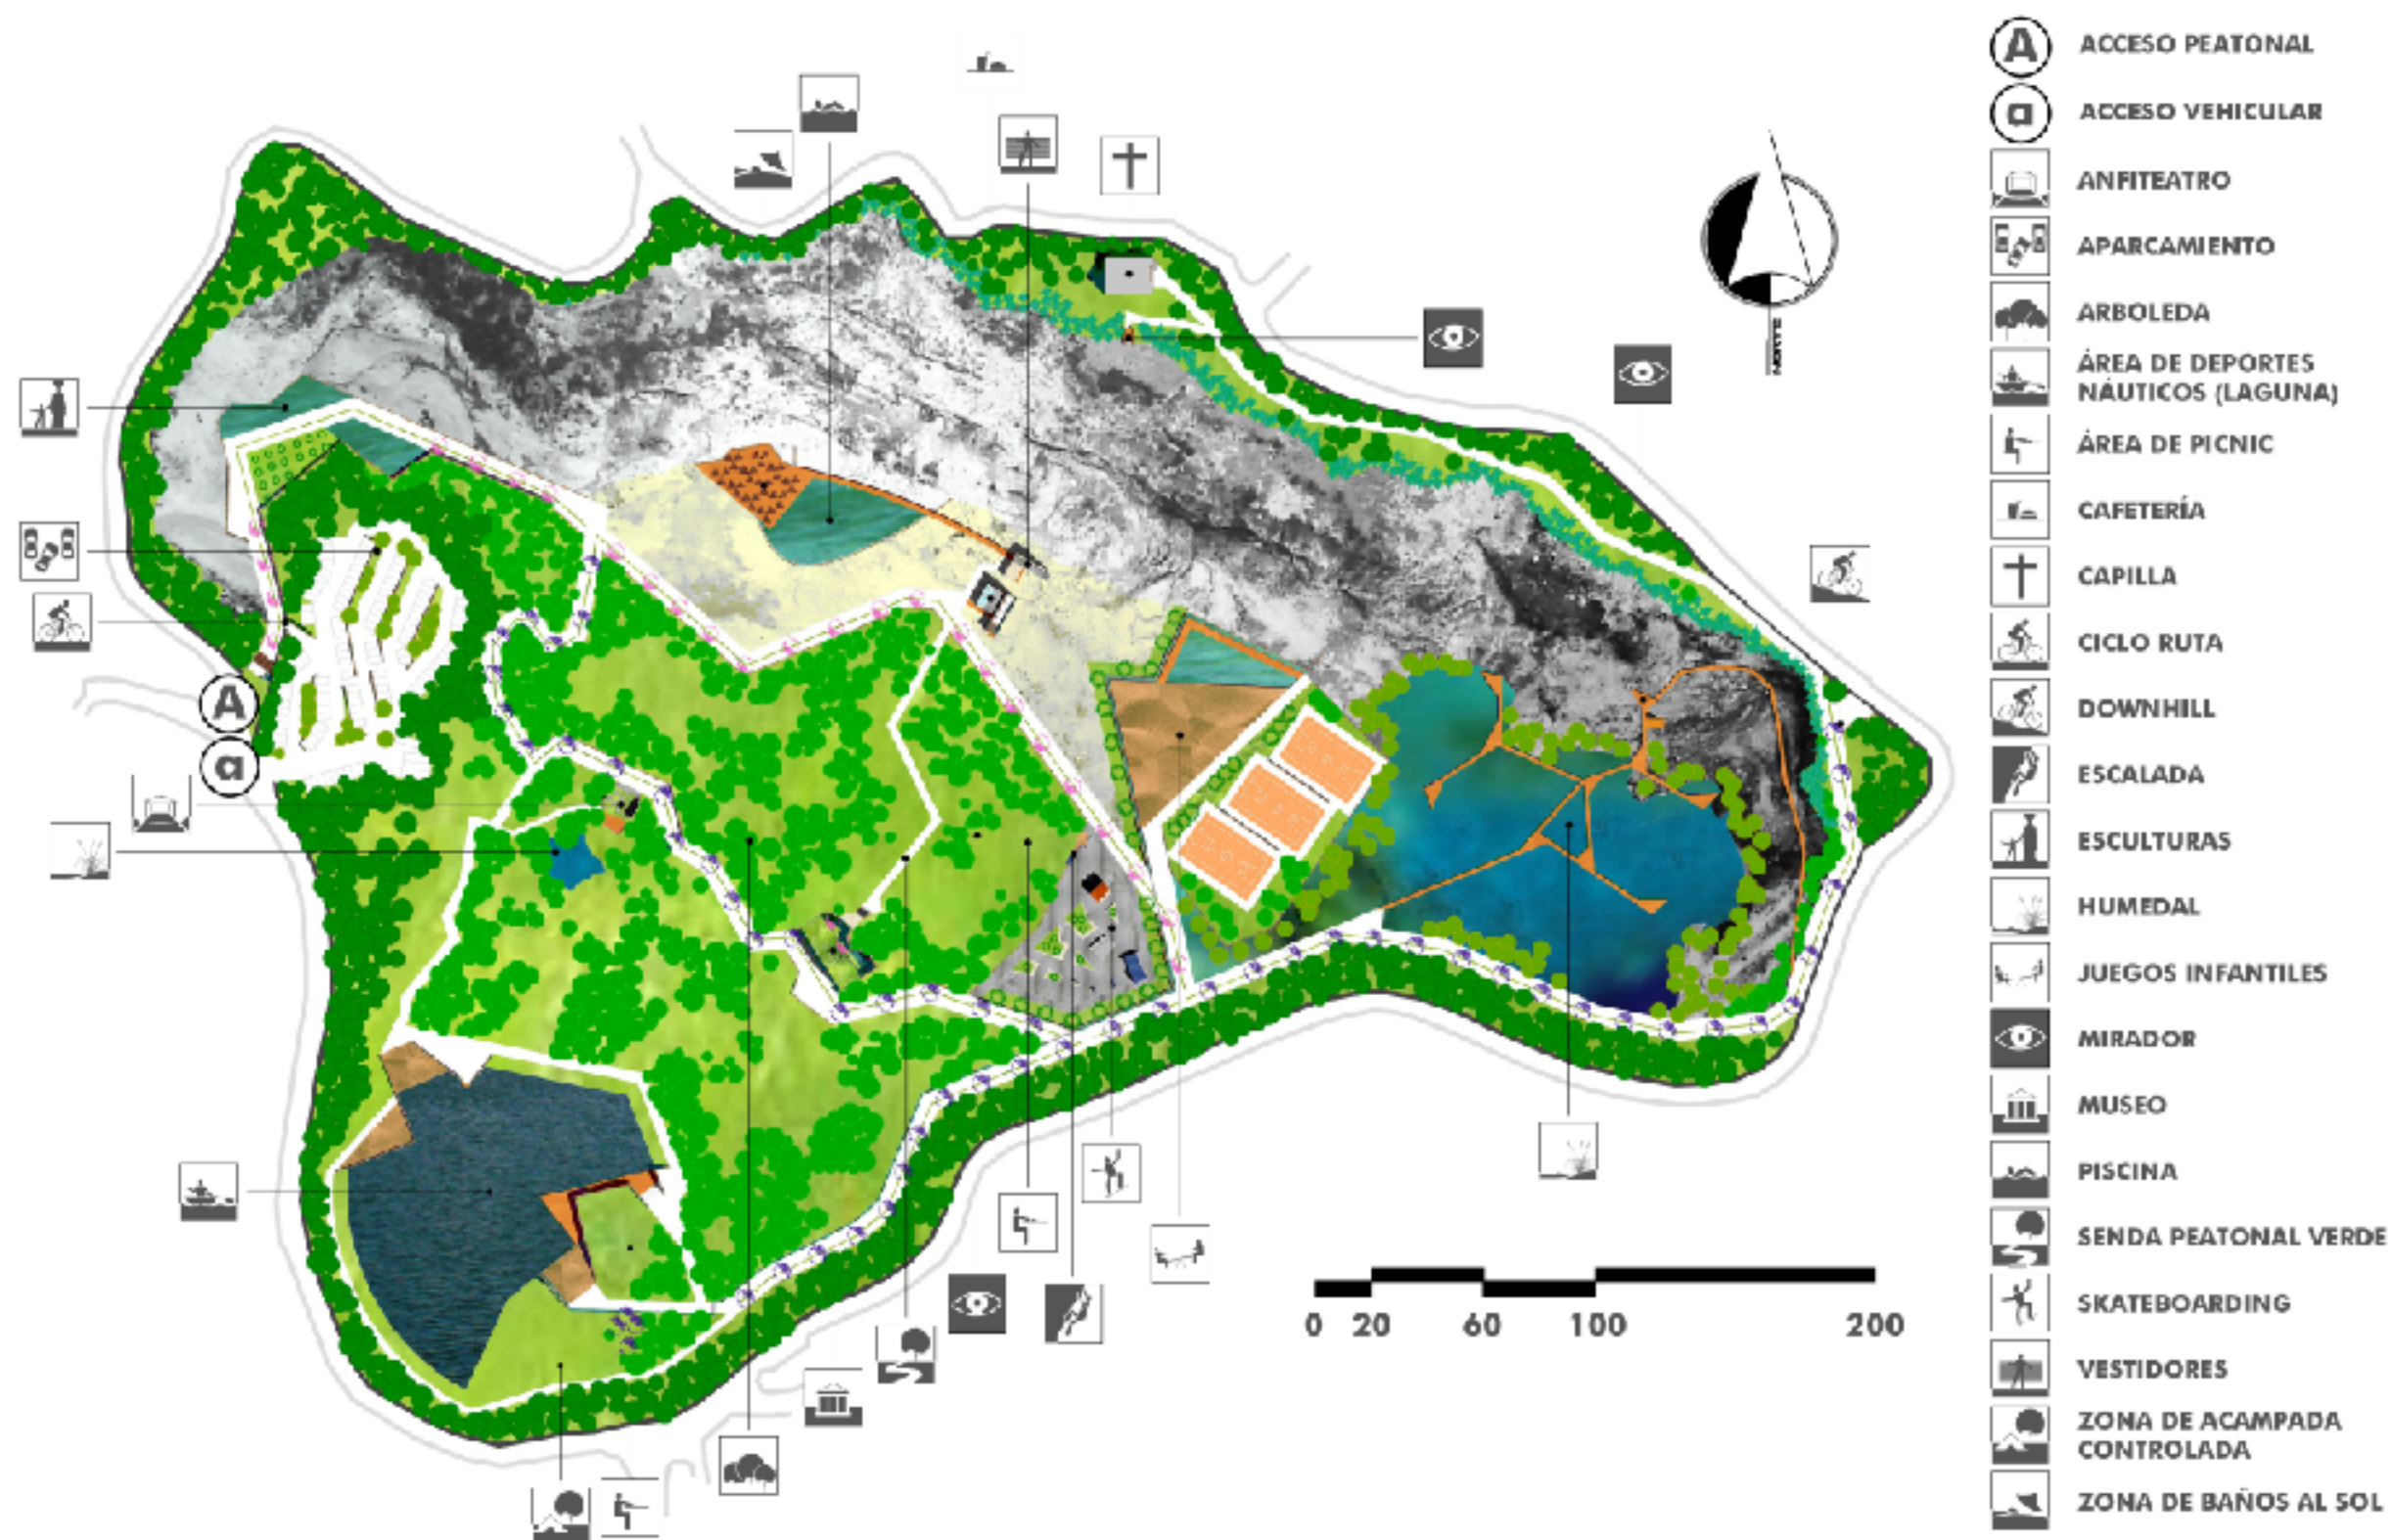 A ACCESO PEATONAL
a ACCESO VEHICULAR
ANFITEATRO
APARCAMIENTO
ARBOLEDA
ÁREA DE DEPORTES
NÁUTICOS (LAGUNA)
ÁREA DE PICNIC
CAFETERÍA
CAPILLA
CICLO RUTA
DOWNHILL
ESCALADA
ESCULTURAS
HUMEDAL
JUEGOS INFANTILES
MIRADOR
MUSEO
PISCINA
SENDA PEATONAL VERDE
SKATEBOARDING
VESTIDORES
ZONA DE ACAMPADA
CONTROLADA
ZONA DE BAÑOS AL SOL
NORTE
A
a
0 20 60 100 200